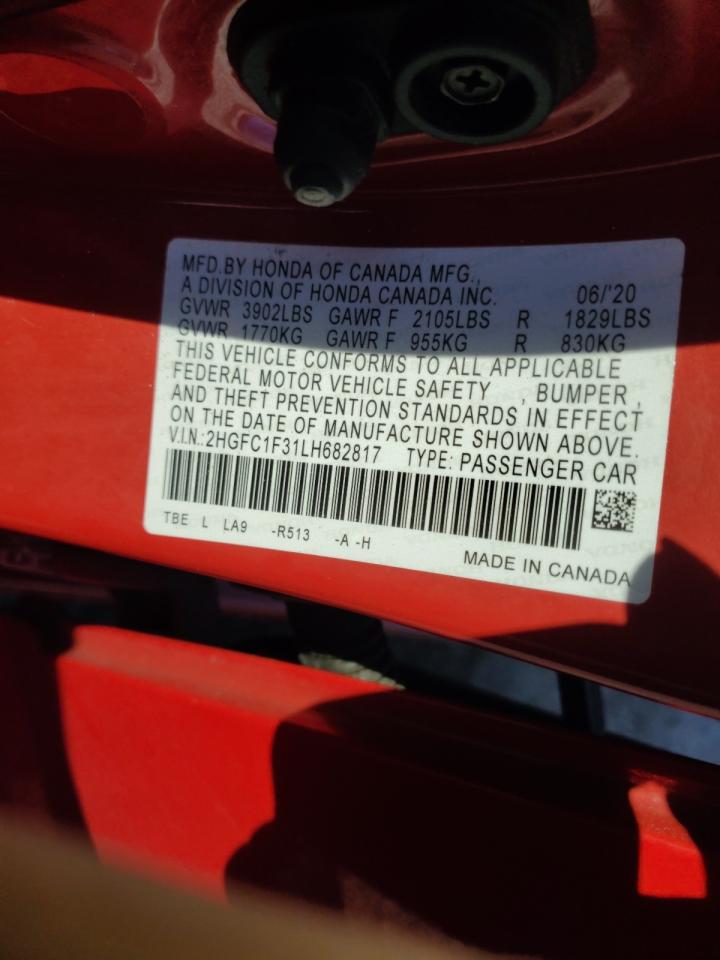 MFD.BY HONDA OF CANADA MFG.,
A DIVISION OF HONDA CANADA INC. 06/'20
GVWR 3902LBS GAWR F 2105LBS R 1829LBS
GVWR 1770KG GAWR F 955KG R 830KG
THIS VEHICLE CONFORMS TO ALL APPLICABLE
FEDERAL MOTOR VEHICLE SAFETY , BUMPER ,
AND THEFT PREVENTION STANDARDS IN EFFECT
ON THE DATE OF MANUFACTURE SHOWN ABOVE.
V.I.N.:2HGFC1F31LH682817 TYPE: PASSENGER CAR
TBE L LA9 -R513 -A -H
MADE IN CANADA